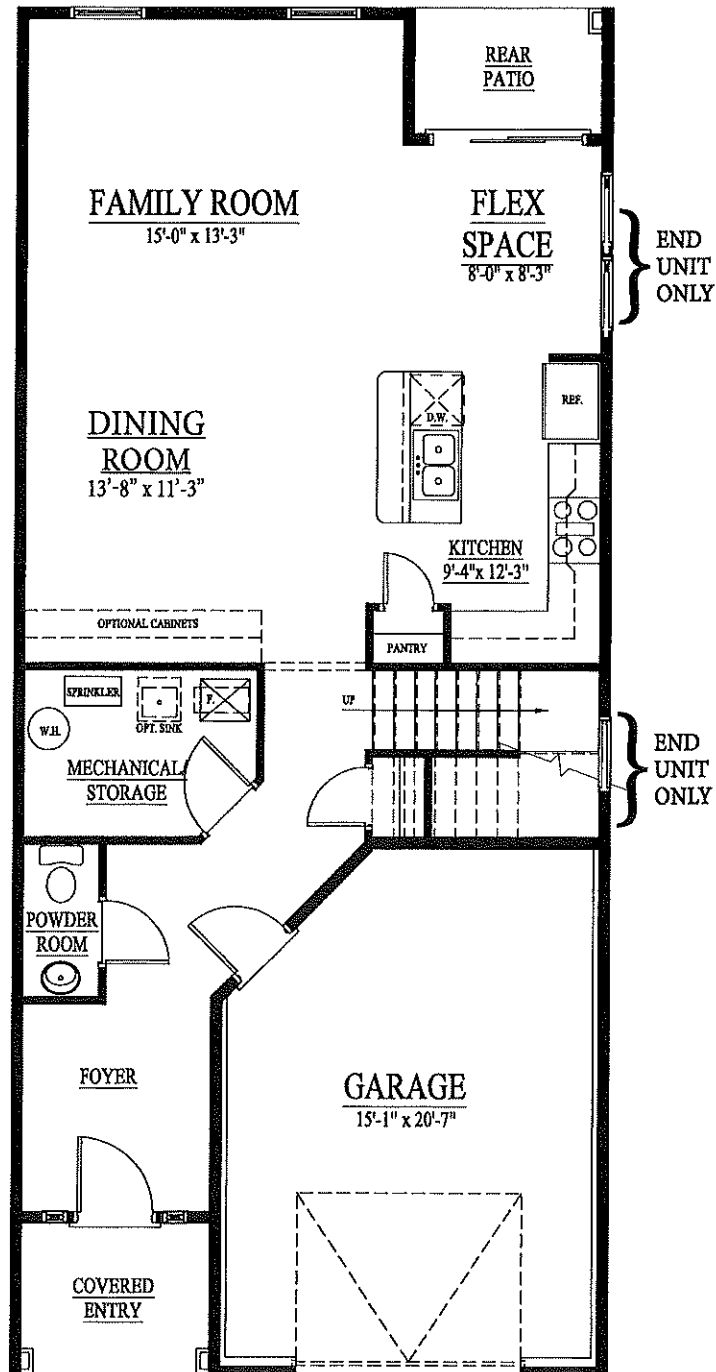 REAR
PATIO
FAMILY ROOM
15'-0" x 13'-3"
FLEX
SPACE
8'-0" x 8'-3"
END
UNIT
ONLY
REF.
D.W.
DINING
ROOM
13'-8" x 11'-3"
KITCHEN
9'-4" x 12'-3"
OPTIONAL CABINETS
PANTRY
SPRINKLER
F.
W.H.
OPT. SINK
UP
MECHANICAL/
STORAGE
END
UNIT
ONLY
POWDER
ROOM
FOYER
GARAGE
15'-1" x 20'-7"
COVERED
ENTRY